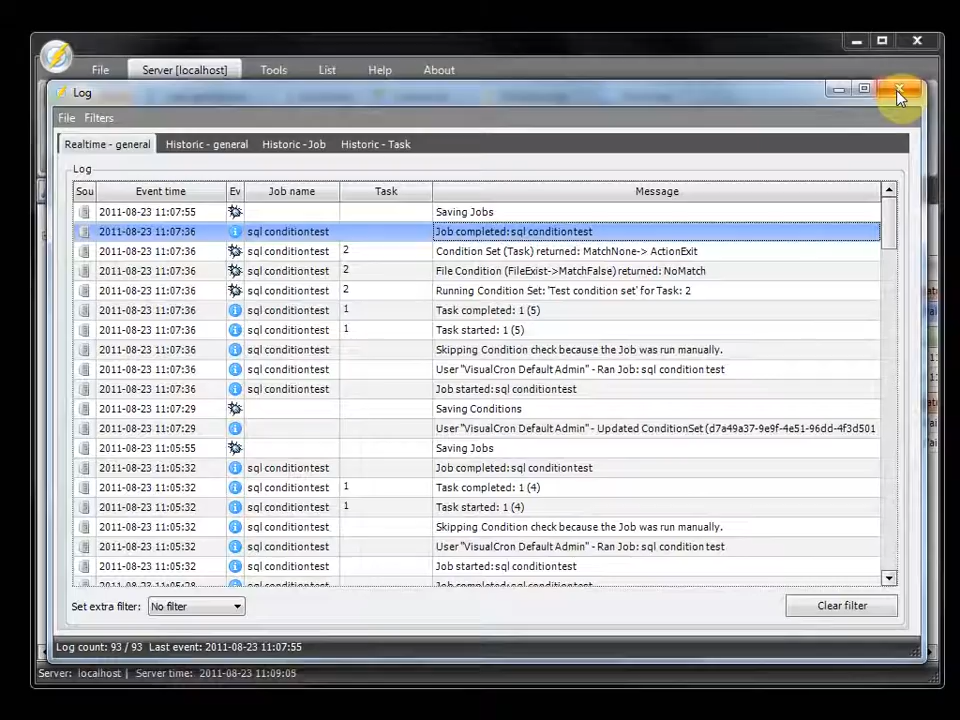 File Server [localhost] Tools List Help About
Log
File Filters
Realtime - general Historic - general Historic - Job Historic - Task
Log
Sou Event time Ev Job name Task Message
2011-08-23 11:07:55 Saving Jobs
2011-08-23 11:07:36 sql conditiontest Job completed: sql conditiontest
2011-08-23 11:07:36 sql conditiontest 2 Condition Set (Task) returned: MatchNone-> ActionExit
2011-08-23 11:07:36 sql conditiontest 2 File Condition (FileExist->MatchFalse) returned: NoMatch
2011-08-23 11:07:36 sql conditiontest 2 Running Condition Set: 'Test condition set' for Task: 2
2011-08-23 11:07:36 sql conditiontest 1 Task completed: 1 (5)
2011-08-23 11:07:36 sql conditiontest 1 Task started: 1 (5)
2011-08-23 11:07:36 sql conditiontest Skipping Condition check because the Job was run manually.
2011-08-23 11:07:36 sql conditiontest User "VisualCron Default Admin" - Ran Job: sql condition test
2011-08-23 11:07:36 sql conditiontest Job started: sql conditiontest
2011-08-23 11:07:29 Saving Conditions
2011-08-23 11:07:29 User "VisualCron Default Admin" - Updated ConditionSet (d7a49a37-9e9f-4e51-96dd-4f3d501
2011-08-23 11:05:55 Saving Jobs
2011-08-23 11:05:32 sql conditiontest Job completed: sql conditiontest
2011-08-23 11:05:32 sql conditiontest 1 Task completed: 1 (4)
2011-08-23 11:05:32 sql conditiontest 1 Task started: 1 (4)
2011-08-23 11:05:32 sql conditiontest Skipping Condition check because the Job was run manually.
2011-08-23 11:05:32 sql conditiontest User "VisualCron Default Admin" - Ran Job: sql condition test
2011-08-23 11:05:32 sql conditiontest Job started: sql conditiontest
2011-08-23 11:05:28 sql conditiontest Job completed: sql conditiontest
Set extra filter: No filter Clear filter
Log count: 93 / 93 Last event: 2011-08-23 11:07:55
Server: localhost | Server time: 2011-08-23 11:09:05